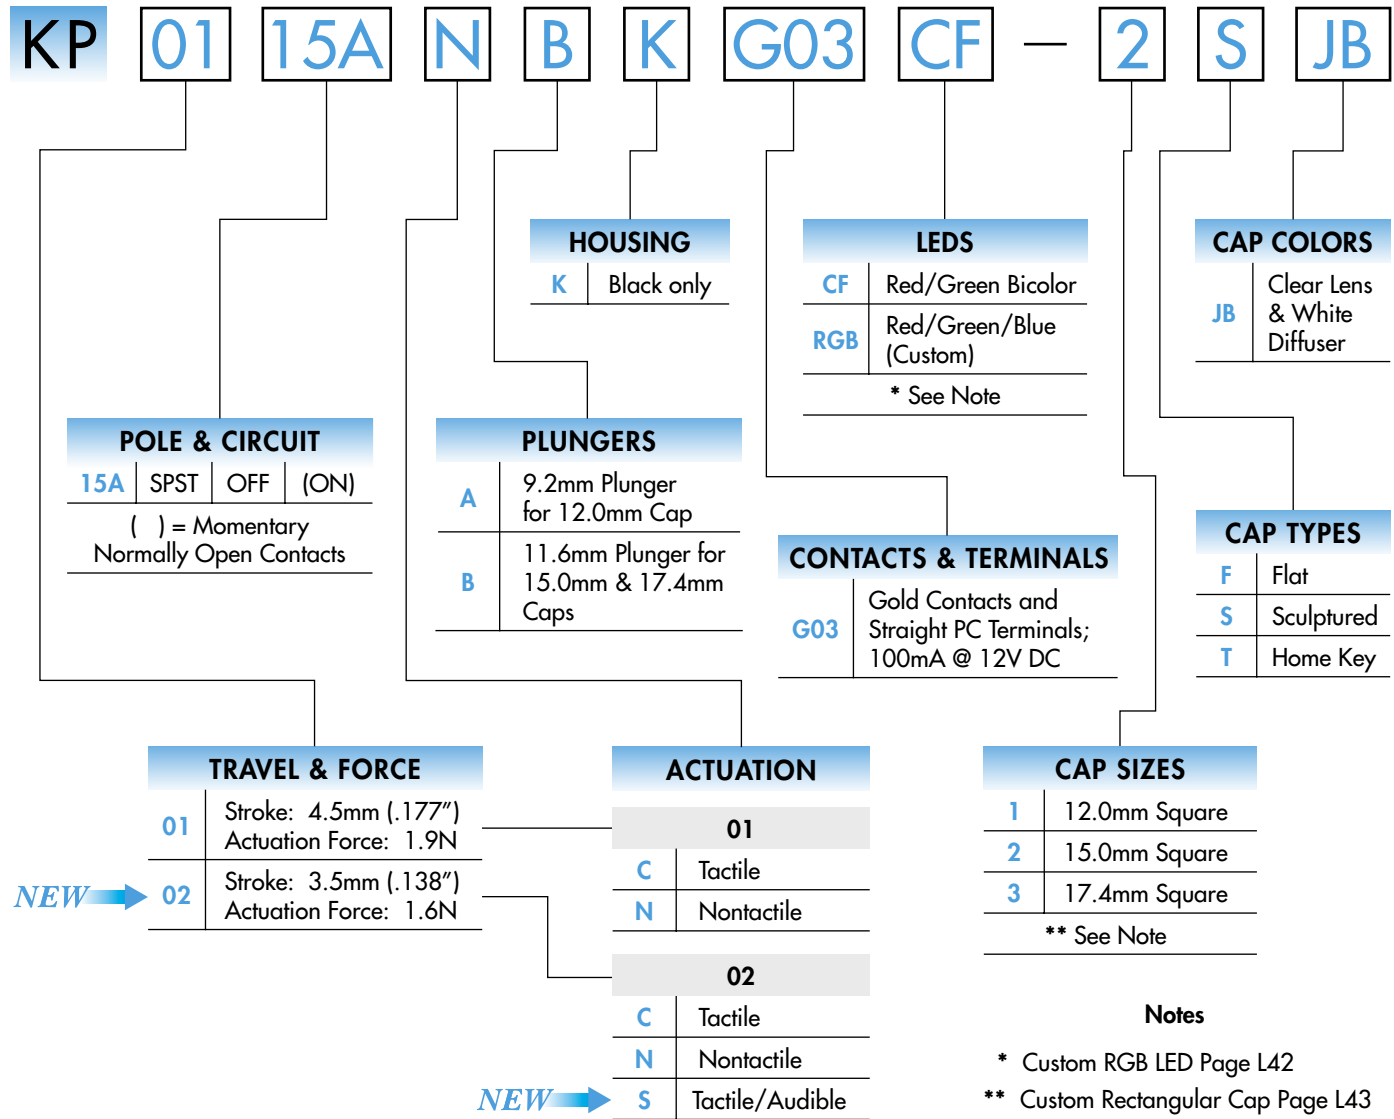 KP 01 15A N B K G03 CF — 2 S JB
HOUSING
K Black only
LEDS
CF Red/Green Bicolor
RGB Red/Green/Blue
(Custom)
* See Note
CAP COLORS
JB Clear Lens
& White
Diffuser
POLE & CIRCUIT
15A SPST OFF (ON)
( ) = Momentary
Normally Open Contacts
PLUNGERS
A 9.2mm Plunger
for 12.0mm Cap
B 11.6mm Plunger for
15.0mm & 17.4mm
Caps
CONTACTS & TERMINALS
G03 Gold Contacts and
Straight PC Terminals;
100mA @ 12V DC
CAP TYPES
F Flat
S Sculptured
T Home Key
TRAVEL & FORCE
01 Stroke: 4.5mm (.177″)
Actuation Force: 1.9N
NEW 02 Stroke: 3.5mm (.138″)
Actuation Force: 1.6N
ACTUATION
01
C Tactile
N Nontactile
02
C Tactile
N Nontactile
NEW S Tactile/Audible
CAP SIZES
1 12.0mm Square
2 15.0mm Square
3 17.4mm Square
** See Note
Notes
* Custom RGB LED Page L42
** Custom Rectangular Cap Page L43